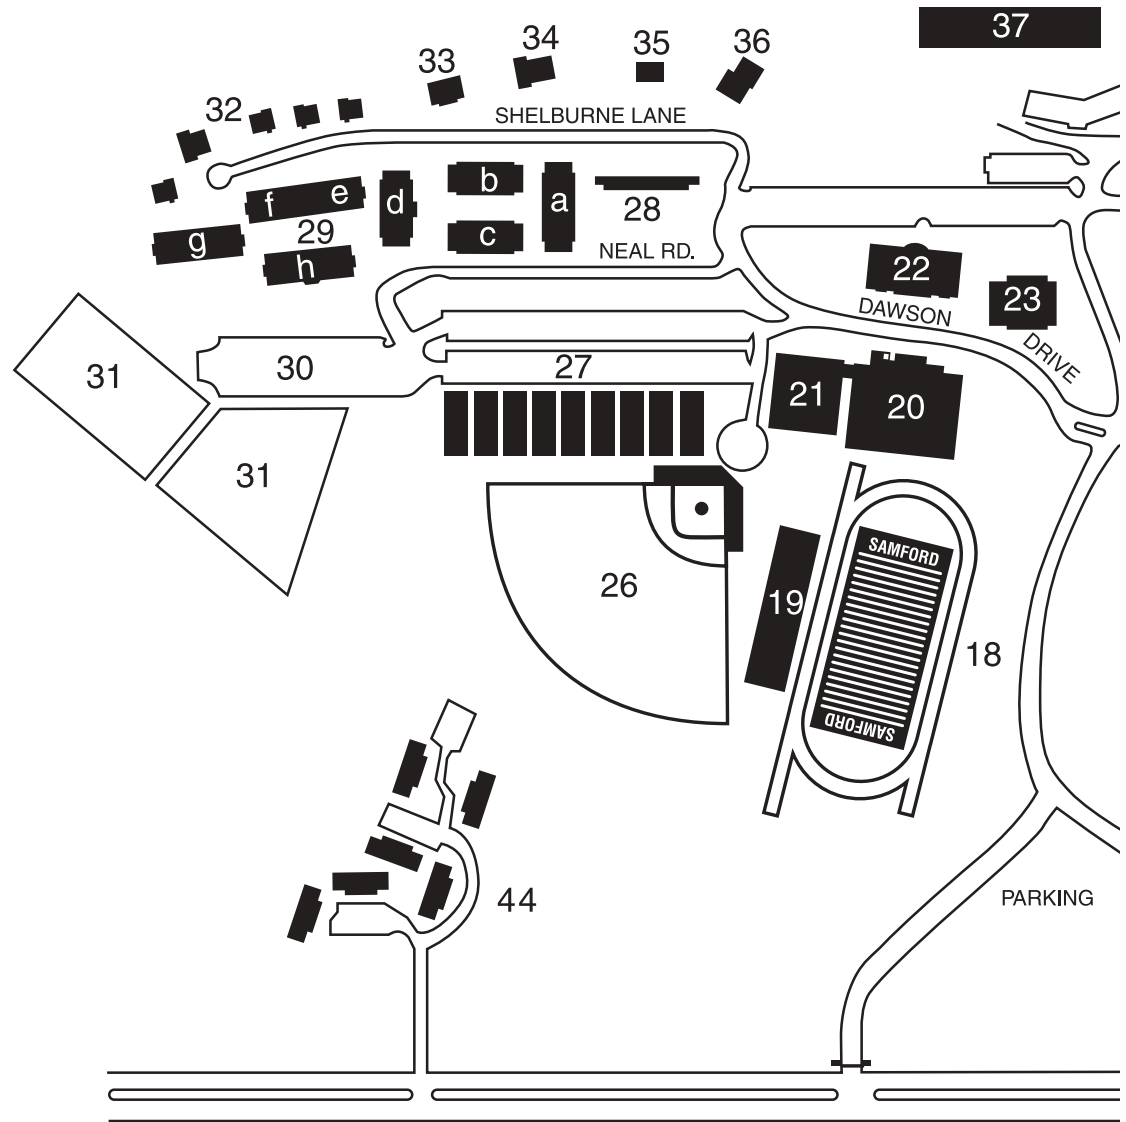 37
34
35
36
33
32
SHELBURNE LANE
b
a
d
e
f
c
28
29
g
h
NEAL RD.
22
23
DAWSON
DRIVE
31
30
27
21
20
31
SAMFORD
26
19
18
SAMFORD
44
PARKING